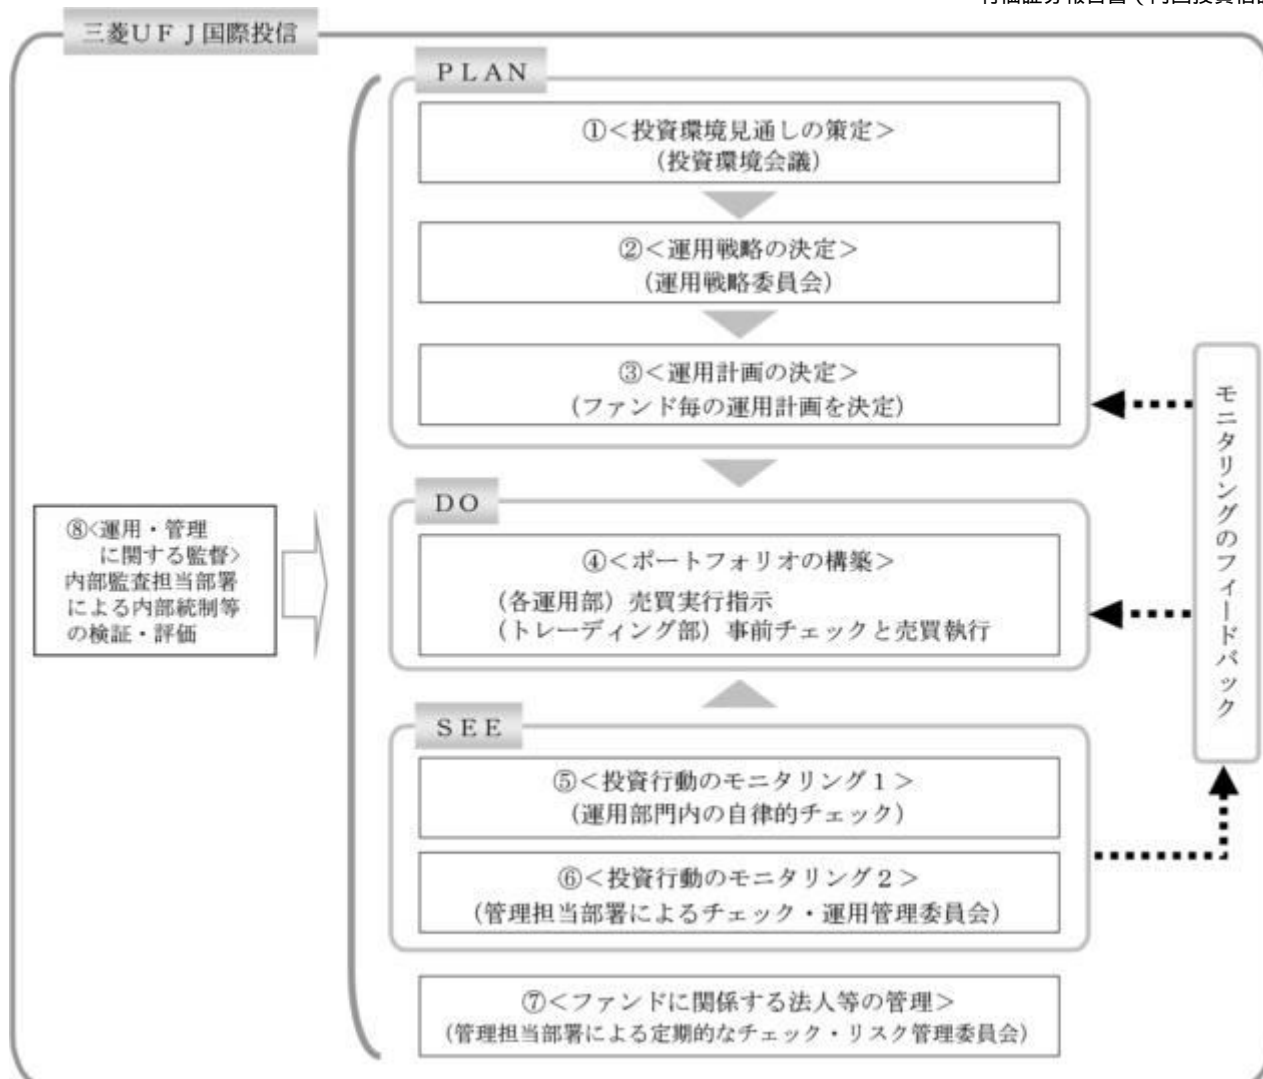 三菱ＵＦＪ国際投信
ＰＬＡＮ
①＜投資環境見通しの策定＞
（投資環境会議）
②＜運用戦略の決定＞
（運用戦略委員会）
③＜運用計画の決定＞
（ファンド毎の運用計画を決定）
ＤＯ
④＜ポートフォリオの構築＞
（各運用部）売買実行指示
（トレーディング部）事前チェックと売買執行
ＳＥＥ
⑤＜投資行動のモニタリング１＞
（運用部門内の自律的チェック）
⑥＜投資行動のモニタリング２＞
（管理担当部署によるチェック・運用管理委員会）
⑦＜ファンドに関係する法人等の管理＞
（管理担当部署による定期的なチェック・リスク管理委員会）
⑧<運用・管理
に関する監督>
内部監査担当部署
による内部統制等
の検証・評価
モニタリングのフィードバック